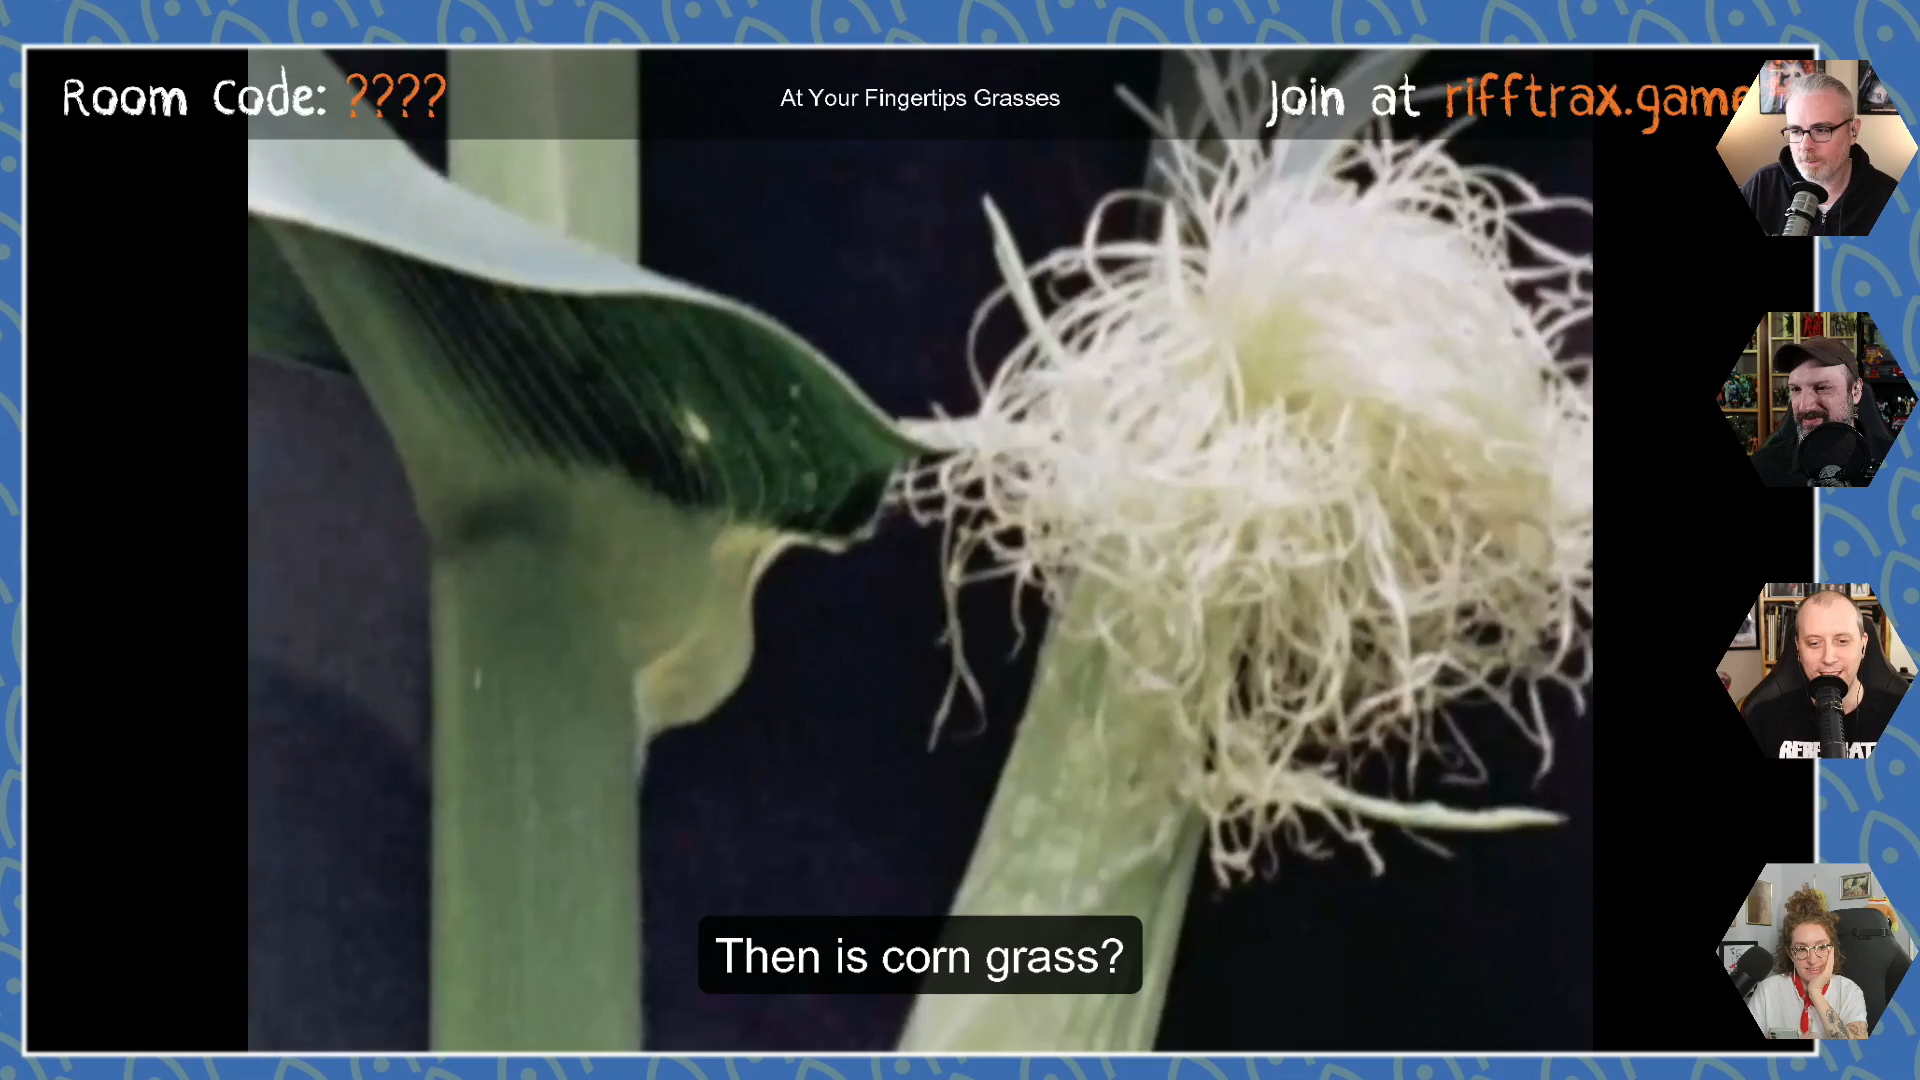 Room Code: ????
At Your Fingertips Grasses
Join at rifftrax.game
Then is corn grass?